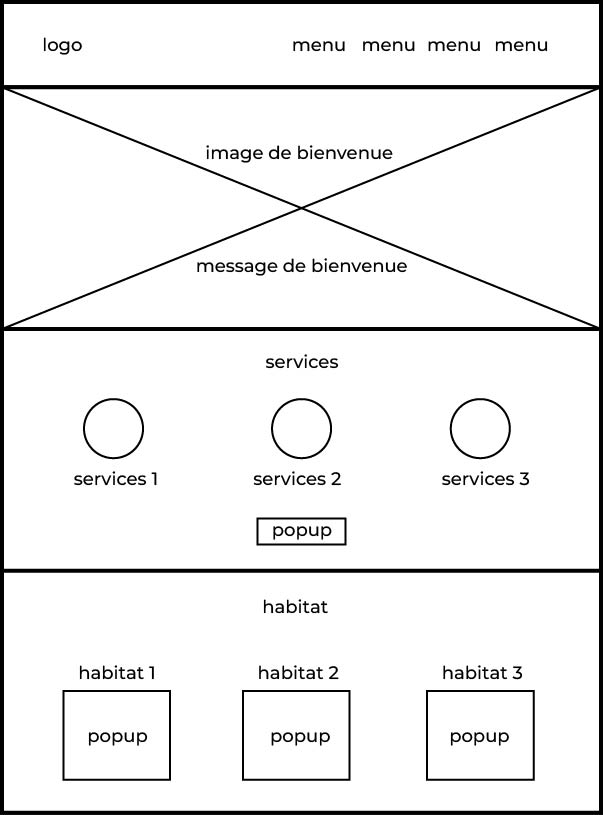 logo menu menu menu menu
image de bienvenue
message de bienvenue
services
services 1 services 2 services 3
popup
habitat
habitat 1 habitat 2 habitat 3
popup popup popup